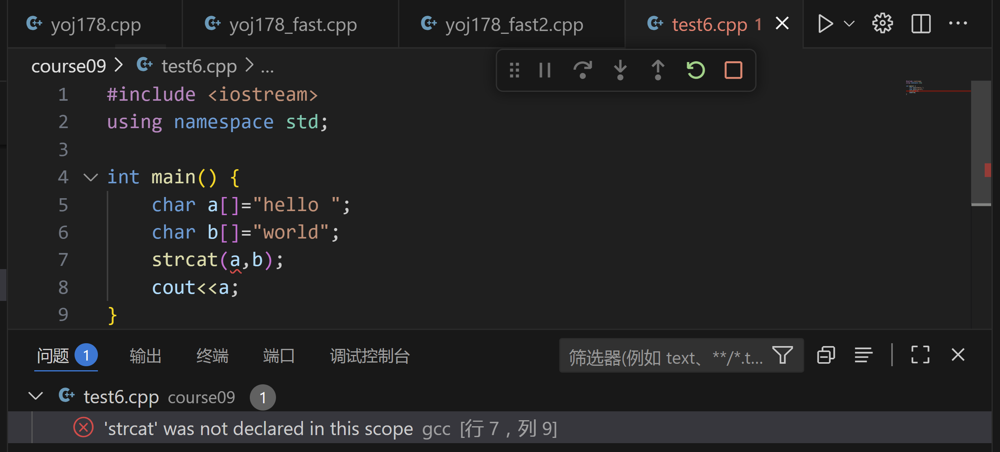 yoj178.cpp yoj178_fast.cpp yoj178_fast2.cpp test6.cpp 1
course09 > test6.cpp > ...
1 #include <iostream>
2 using namespace std;
3
4 int main() {
5 char a[]="hello ";
6 char b[]="world";
7 strcat(a,b);
8 cout<<a;
9 }
问题 1 输出 终端 端口 调试控制台 筛选器(例如 text、**/*.t...
test6.cpp course09 1
'strcat' was not declared in this scope gcc [行 7，列 9]